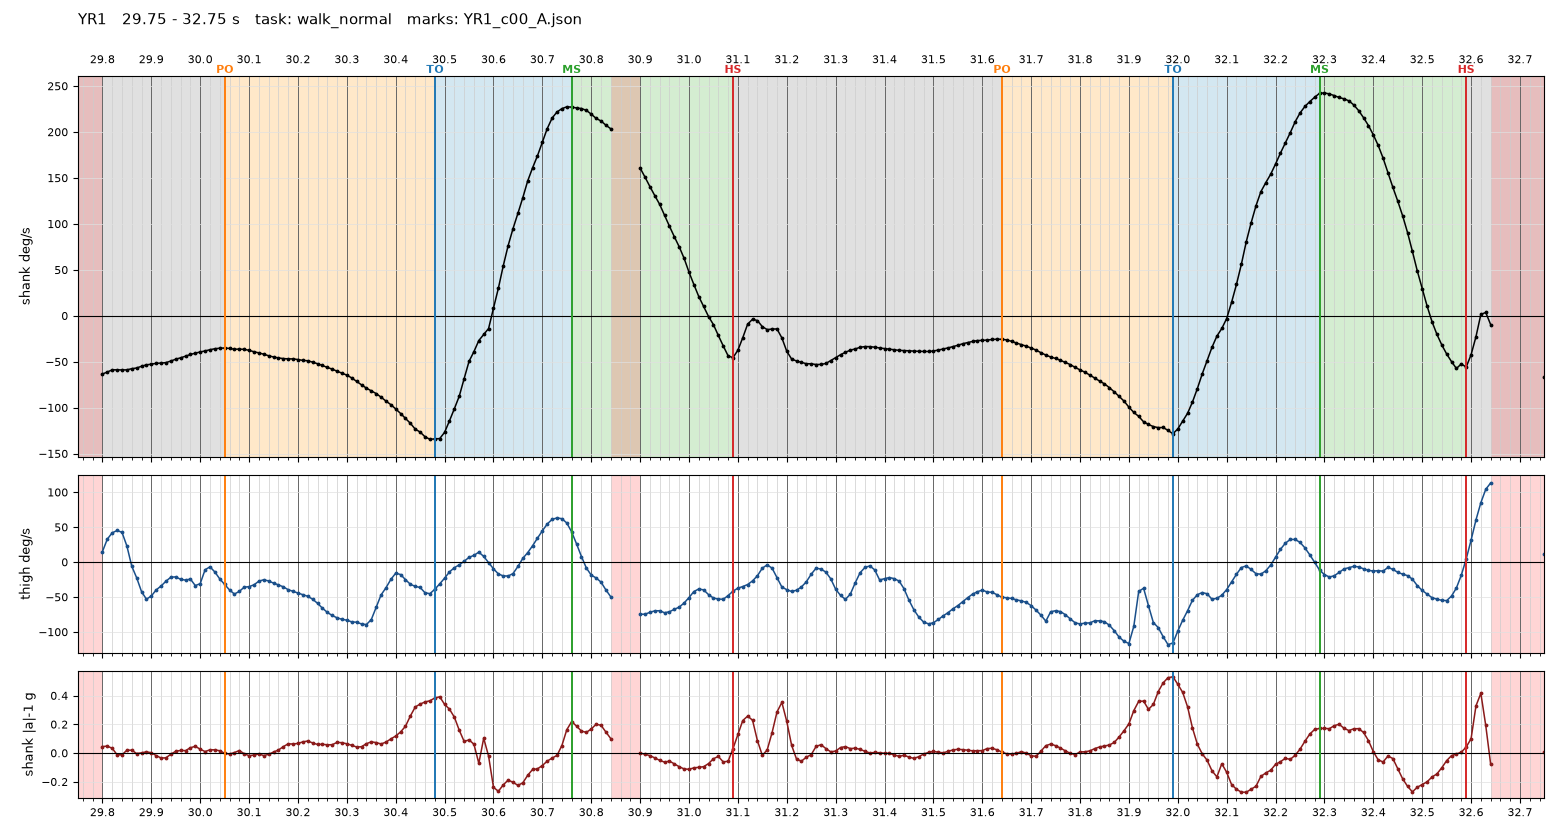 YR1 29.75 - 32.75 s task: walk_normal marks: YR1_c00_A.json
29.8 29.9 30.0 30.1 30.2 30.3 30.4 30.5 30.6 30.7 30.8 30.9 31.0 31.1 31.2 31.3 31.4 31.5 31.6 31.7 31.8 31.9 32.0 32.1 32.2 32.3 32.4 32.5 32.6 32.7
PO TO MS HS PO TO MS HS
shank deg/s
250
200
150
100
50
0
−50
−100
−150
thigh deg/s
100
50
0
−50
−100
shank |a|-1 g
0.4
0.2
0.0
−0.2
29.8 29.9 30.0 30.1 30.2 30.3 30.4 30.5 30.6 30.7 30.8 30.9 31.0 31.1 31.2 31.3 31.4 31.5 31.6 31.7 31.8 31.9 32.0 32.1 32.2 32.3 32.4 32.5 32.6 32.7